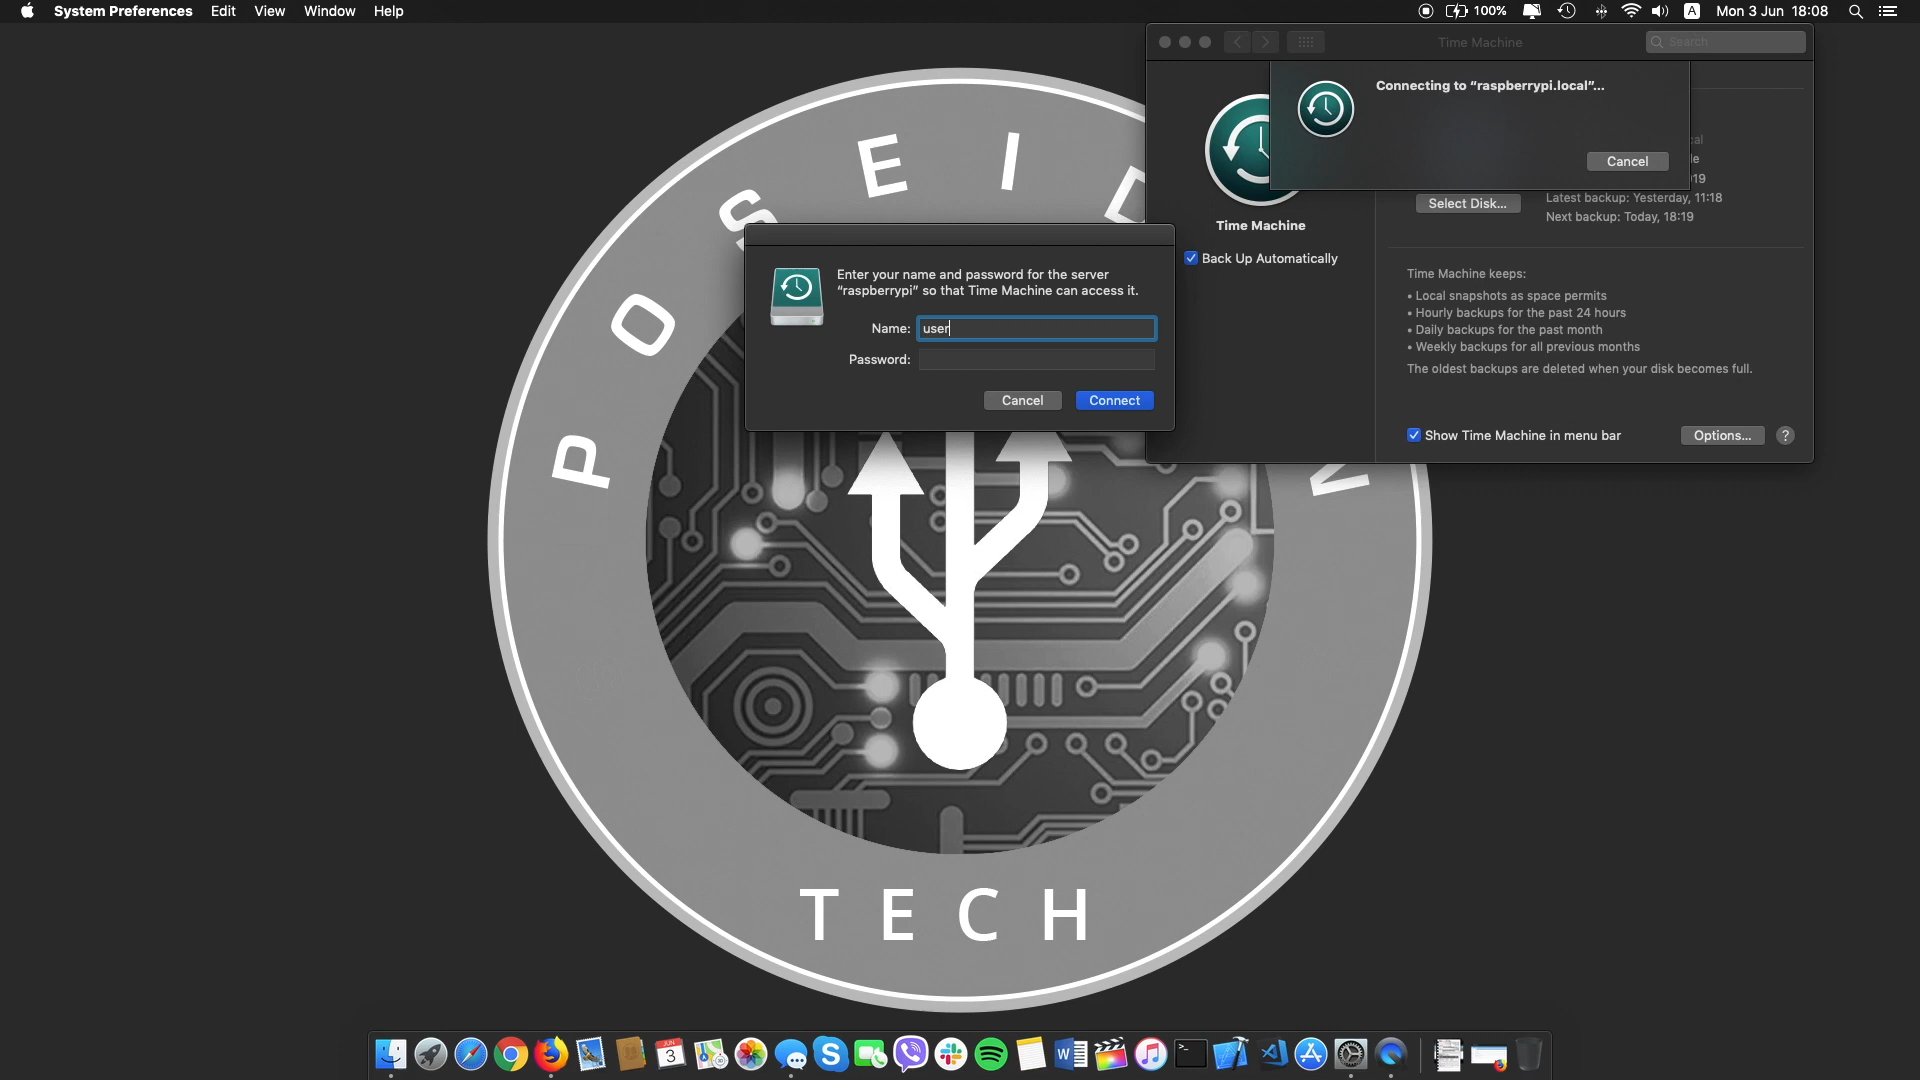 System Preferences Edit View Window Help
100% A Mon 3 Jun 18:08
Time Machine
Search
Connecting to “raspberrypi.local”...
Cancel
Select Disk...
Latest backup: Yesterday, 11:18
Next backup: Today, 18:19
Time Machine
Back Up Automatically
Time Machine keeps:
• Local snapshots as space permits
• Hourly backups for the past 24 hours
• Daily backups for the past month
• Weekly backups for all previous months
The oldest backups are deleted when your disk becomes full.
Show Time Machine in menu bar
Options...
?
Enter your name and password for the server
“raspberrypi” so that Time Machine can access it.
Name: user
Password:
Cancel Connect
TECH
JUN
3